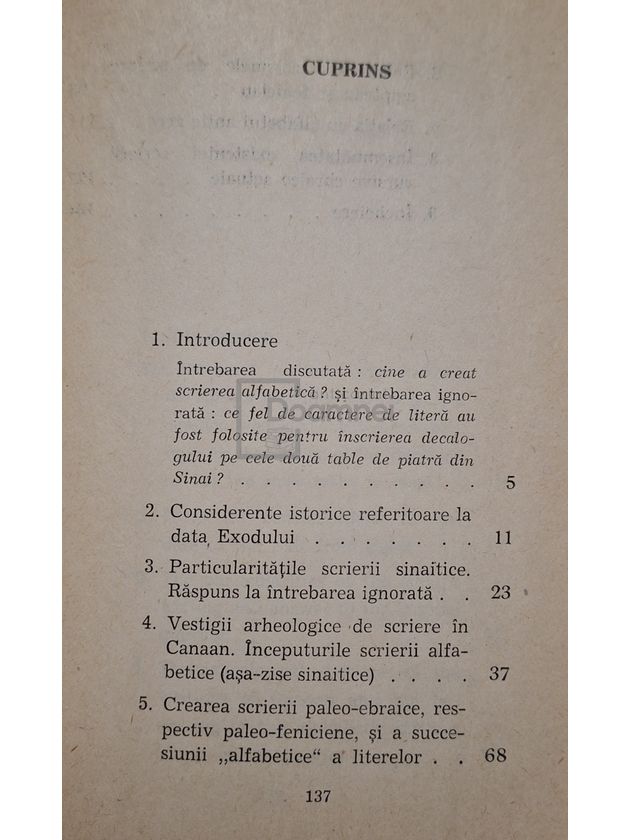 CUPRINS
1. Introducere
Întrebarea discutată : cine a creat
scrierea alfabetică ? și întrebarea igno-
rată : ce fel de caractere de literă au
fost folosite pentru înscrierea decalo-
gului pe cele două table de piatră din
Sinai ? . . . . . . . . . . 5
2. Considerente istorice referitoare la
data Exodului . . . . . . . 11
3. Particularitățile scrierii sinaitice.
Răspuns la întrebarea ignorată . . 23
4. Vestigii arheologice de scriere în
Canaan. Începuturile scrierii alfa-
betice (așa-zise sinaitice) . . . . 37
5. Crearea scrierii paleo-ebraice, res-
pectiv paleo-feniciene, și a succe-
siunii „alfabetice“ a literelor . . 68
137